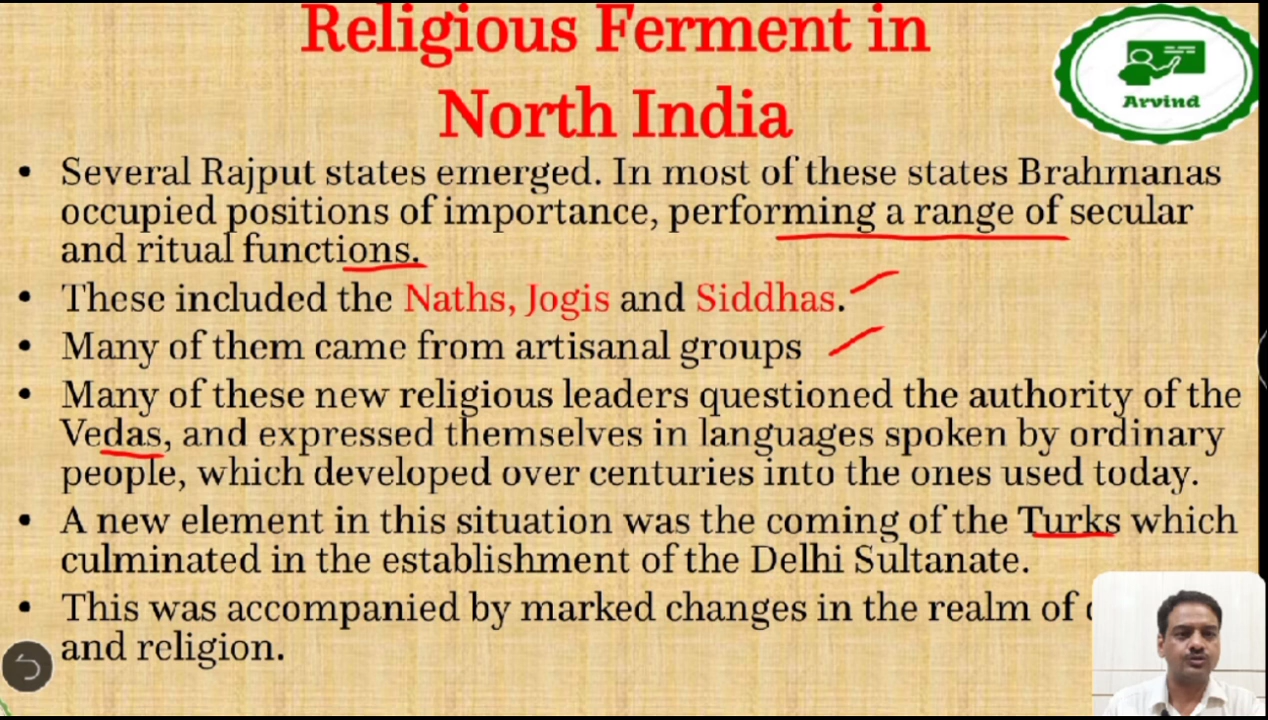 Religious Ferment in
North India
Arvind
• Several Rajput states emerged. In most of these states Brahmanas
occupied positions of importance, performing a range of secular
and ritual functions.
• These included the Naths, Jogis and Siddhas.
• Many of them came from artisanal groups
• Many of these new religious leaders questioned the authority of the
Vedas, and expressed themselves in languages spoken by ordinary
people, which developed over centuries into the ones used today.
• A new element in this situation was the coming of the Turks which
culminated in the establishment of the Delhi Sultanate.
• This was accompanied by marked changes in the realm of
and religion.